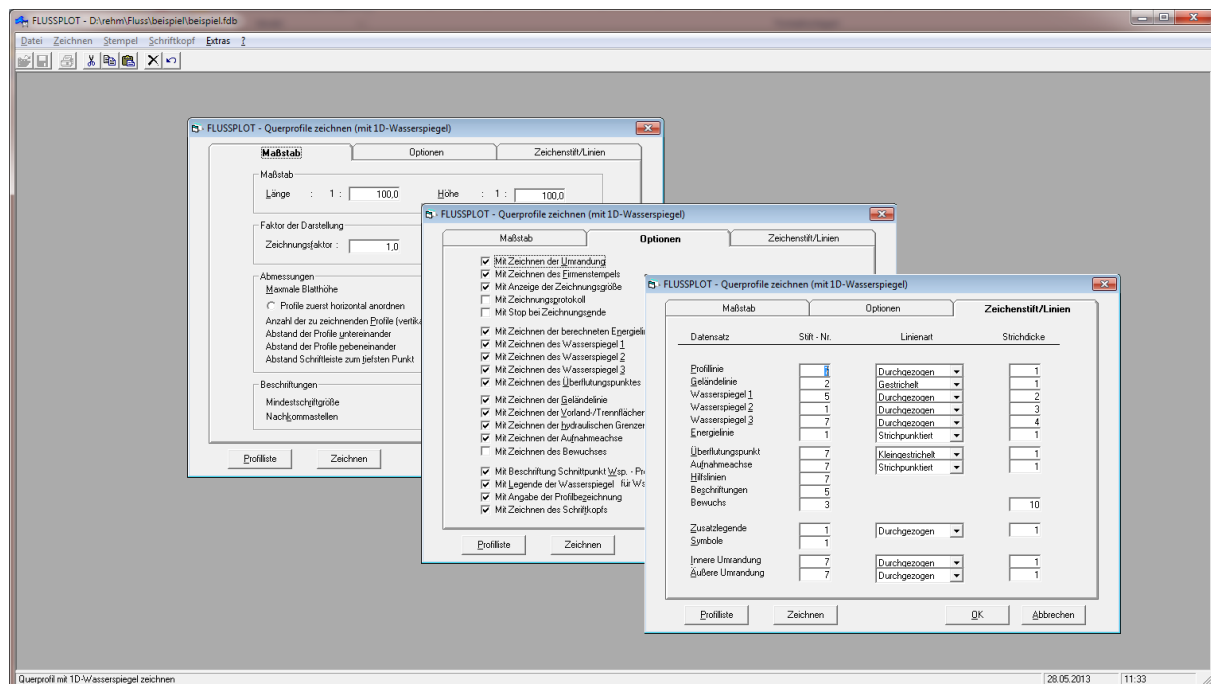 FLUSSPLOT - D:\rehm\Fluss\beispiel\beispiel.fdb
Datei Zeichnen Stempel Schriftkopf Extras ?
FLUSSPLOT - Querprofile zeichnen (mit 1D-Wasserspiegel)
Maßstab Optionen Zeichenstift/Linien
Maßstab
Länge : 1 : 100,0 Höhe : 1 : 100,0
Faktor der Darstellung
Zeichnungsfaktor : 1,0
Abmessungen
Maximale Blatthöhe
Profile zuerst horizontal anordnen
Anzahl der zu zeichnenden Profile
Abstand der Profile untereinander
Abstand der Profile nebeneinander
Abstand Schriftleiste zum tiefsten Punkt
Beschriftungen
Mindestschriftgröße
Nachkommastellen
Profilliste Zeichnen
FLUSSPLOT - Querprofile zeichnen (mit 1D-Wasserspiegel)
Maßstab Optionen Zeichenstift/Linien
Mit Zeichnen der Umrandung
Mit Zeichnen des Firmenstempels
Mit Anzeige der Zeichnungsgröße
Mit Zeichnungsprotokoll
Mit Stop bei Zeichnungsende
Mit Zeichnen der berechneten
Mit Zeichnen des Wasserspiegel 1
Mit Zeichnen des Wasserspiegel 2
Mit Zeichnen des Wasserspiegel 3
Mit Zeichnen des Überflutungspunktes
Mit Zeichnen der Geländelinie
Mit Zeichnen der Vorland-/Trennflächen
Mit Zeichnen der hydraulischen Grenzen
Mit Zeichnen der Aufnahmeachse
Mit Zeichnen des Bewuchses
Mit Beschriftung Schnittpunkt Wsp. -
Mit Legende der Wasserspiegel für
Mit Angabe der Profilbezeichnung
Mit Zeichnen des Schriftkopfs
Profilliste Zeichnen
FLUSSPLOT - Querprofile zeichnen (mit 1D-Wasserspiegel)
Maßstab Optionen Zeichenstift/Linien
Datensatz Stift - Nr. Linienart Strichdicke
Profillinie 7 Durchgezogen 1
Geländelinie 2 Gestrichelt 1
Wasserspiegel 1 5 Durchgezogen 2
Wasserspiegel 2 1 Durchgezogen 3
Wasserspiegel 3 7 Durchgezogen 4
Energielinie 1 Strichpunktiert 1
Überflutungspunkt 7 Kleingestrichelt 1
Aufnahmeachse 7 Strichpunktiert 1
Hilfslinien 7
Beschriftungen 5
Bewuchs 3 10
Zusatzlegende 1 Durchgezogen 1
Symbole 1
Innere Umrandung 7 Durchgezogen 1
Äußere Umrandung 7 Durchgezogen 1
Profilliste Zeichnen OK Abbrechen
Querprofil mit 1D-Wasserspiegel zeichnen 28.05.2013 11:33